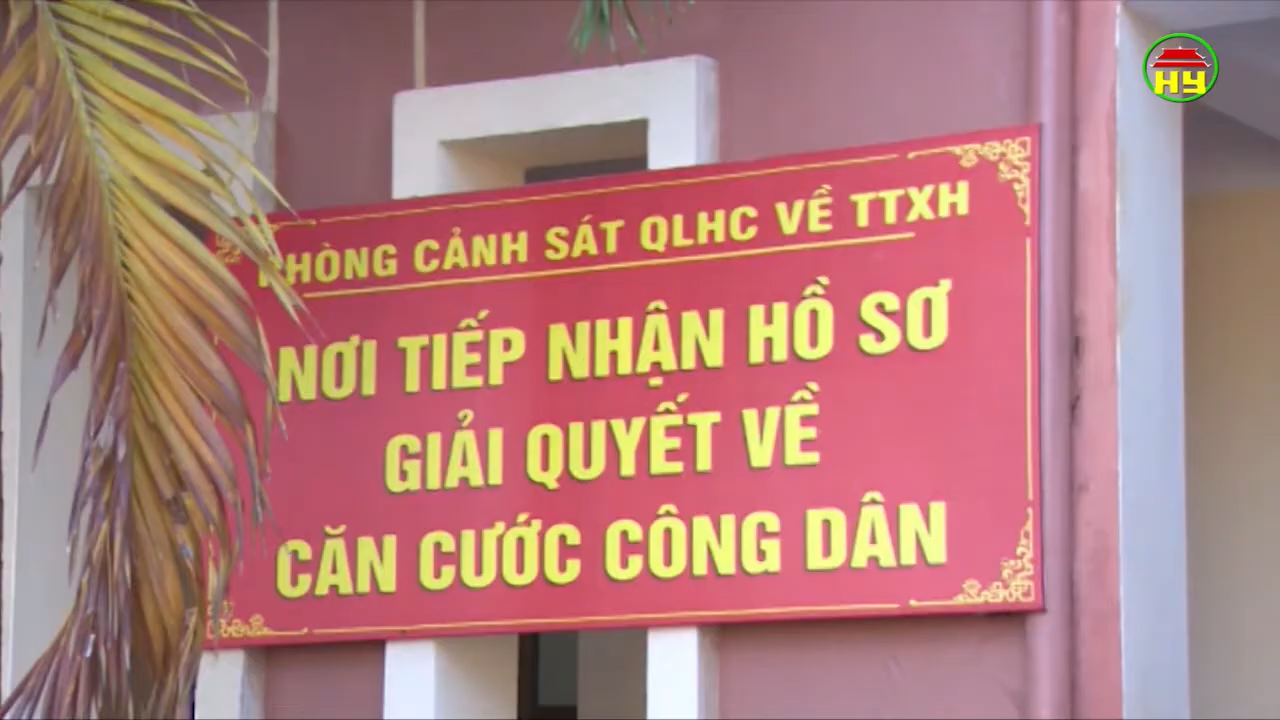 PHÒNG CẢNH SÁT QLHC VỀ TTXH
NƠI TIẾP NHẬN HỒ SƠ
GIẢI QUYẾT VỀ
CĂN CƯỚC CÔNG DÂN
HY